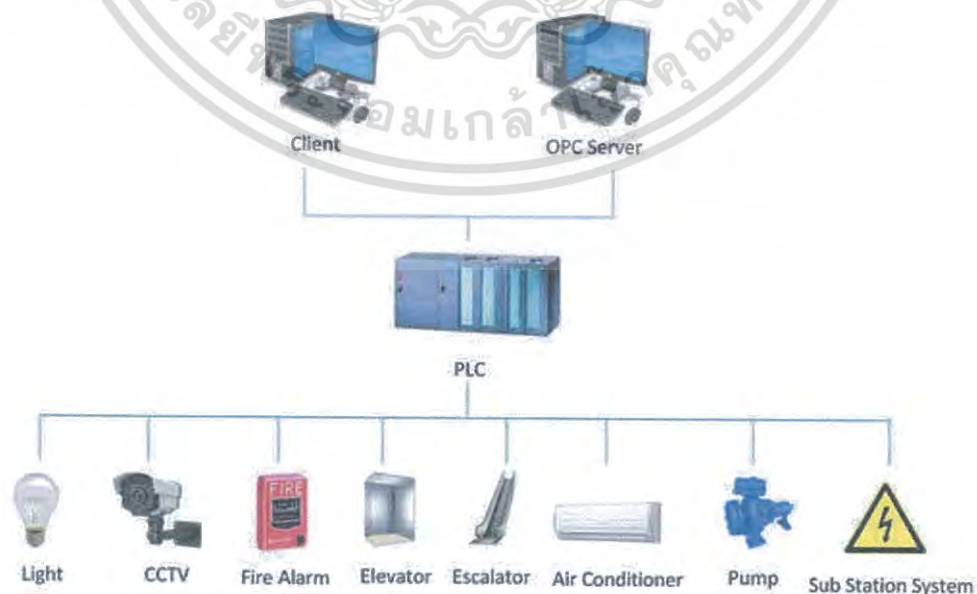 Client
OPC Server
PLC
FIRE
Light
CCTV
Fire Alarm
Elevator
Escalator
Air Conditioner
Pump
Sub Station System